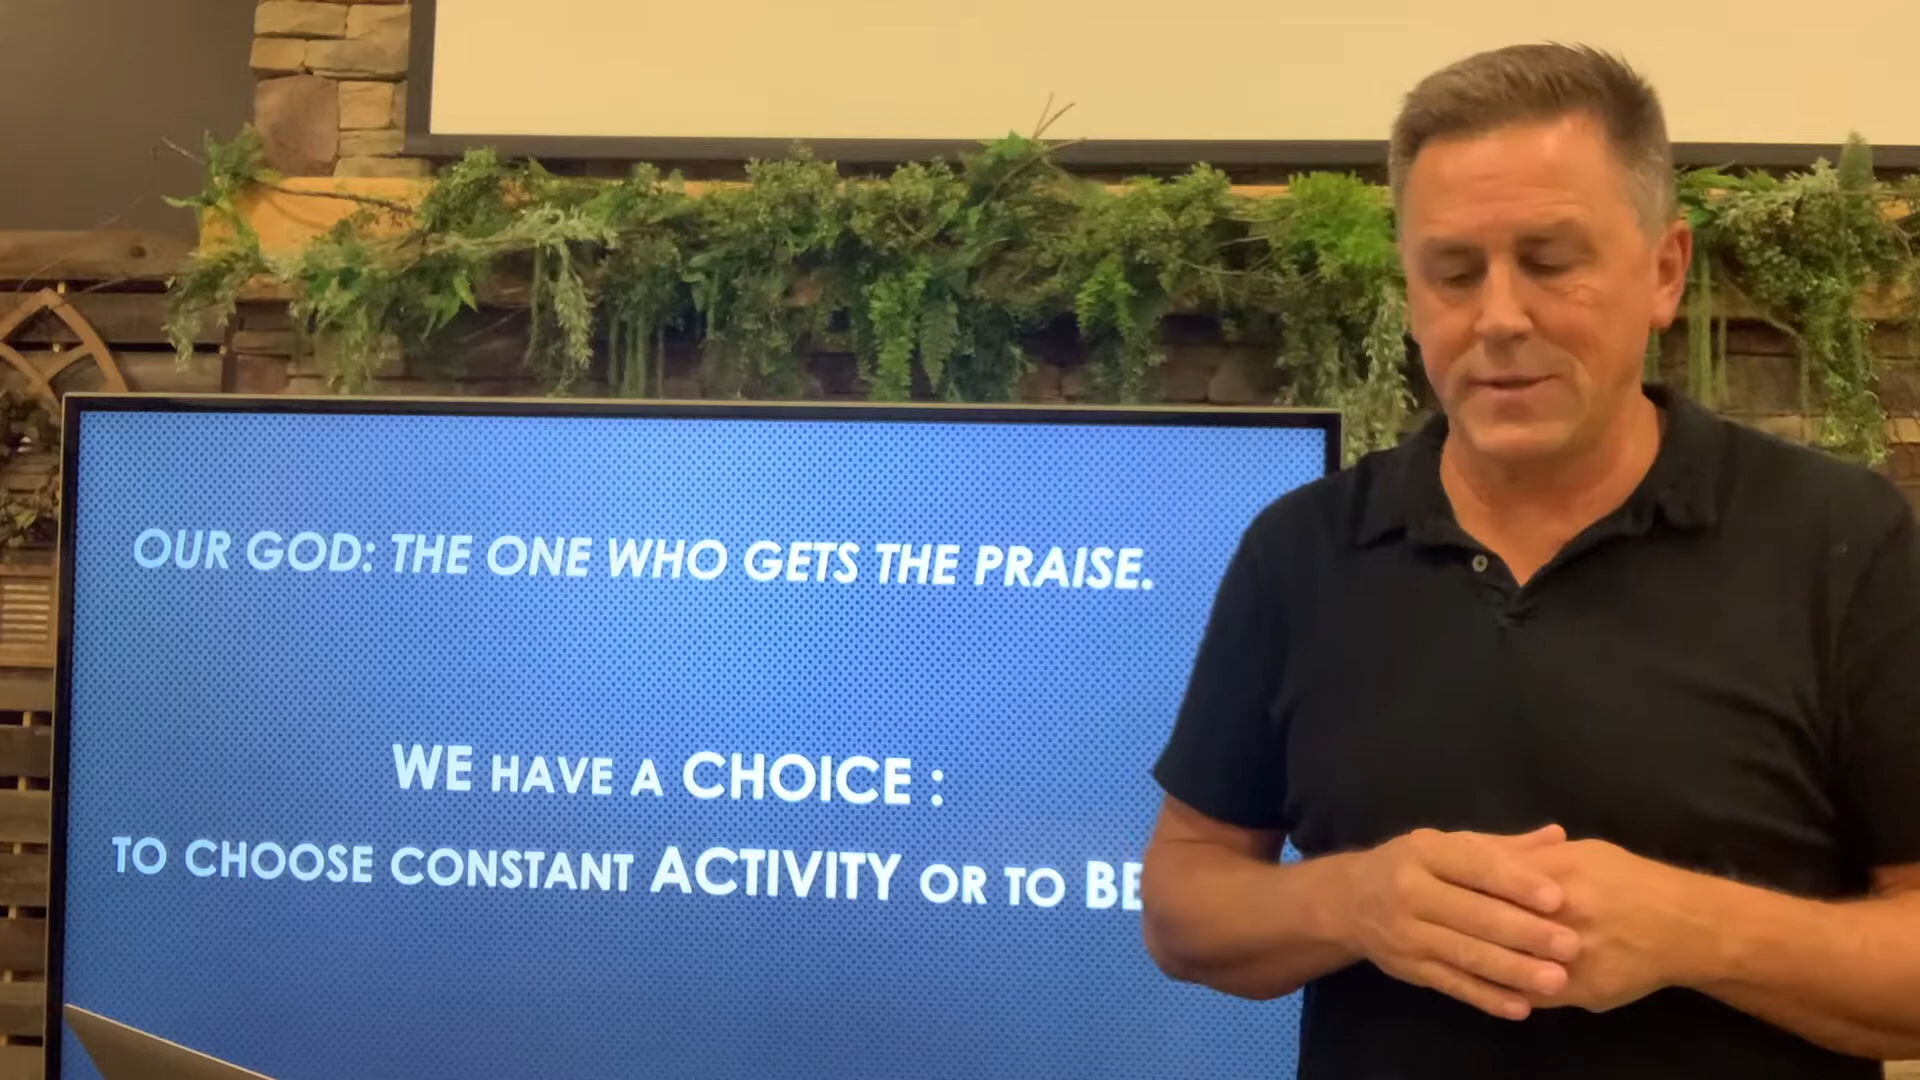 OUR GOD: THE ONE WHO GETS THE PRAISE.
WE HAVE A CHOICE :
TO CHOOSE CONSTANT ACTIVITY OR TO